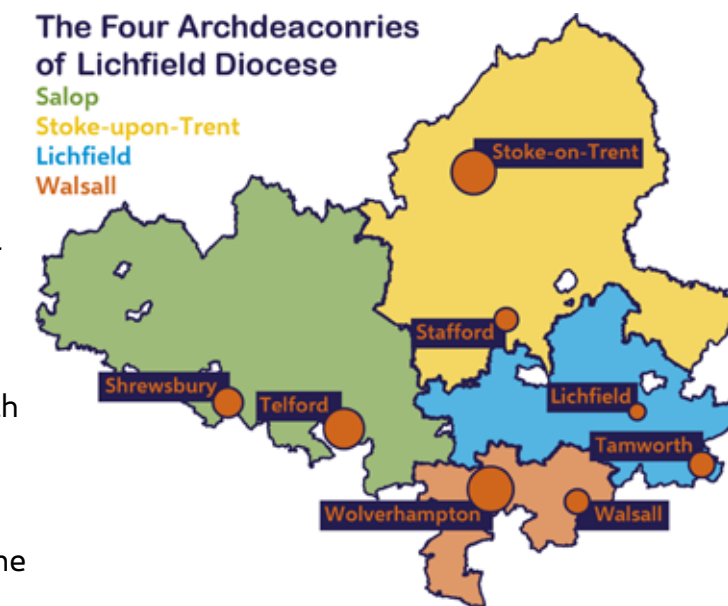 The Four Archdeaconries
of Lichfield Diocese
Salop
Stoke-upon-Trent
Lichfield
Walsall
Stoke-on-Trent
Stafford
Shrewsbury
Telford
Lichfield
Tamworth
Wolverhampton
Walsall